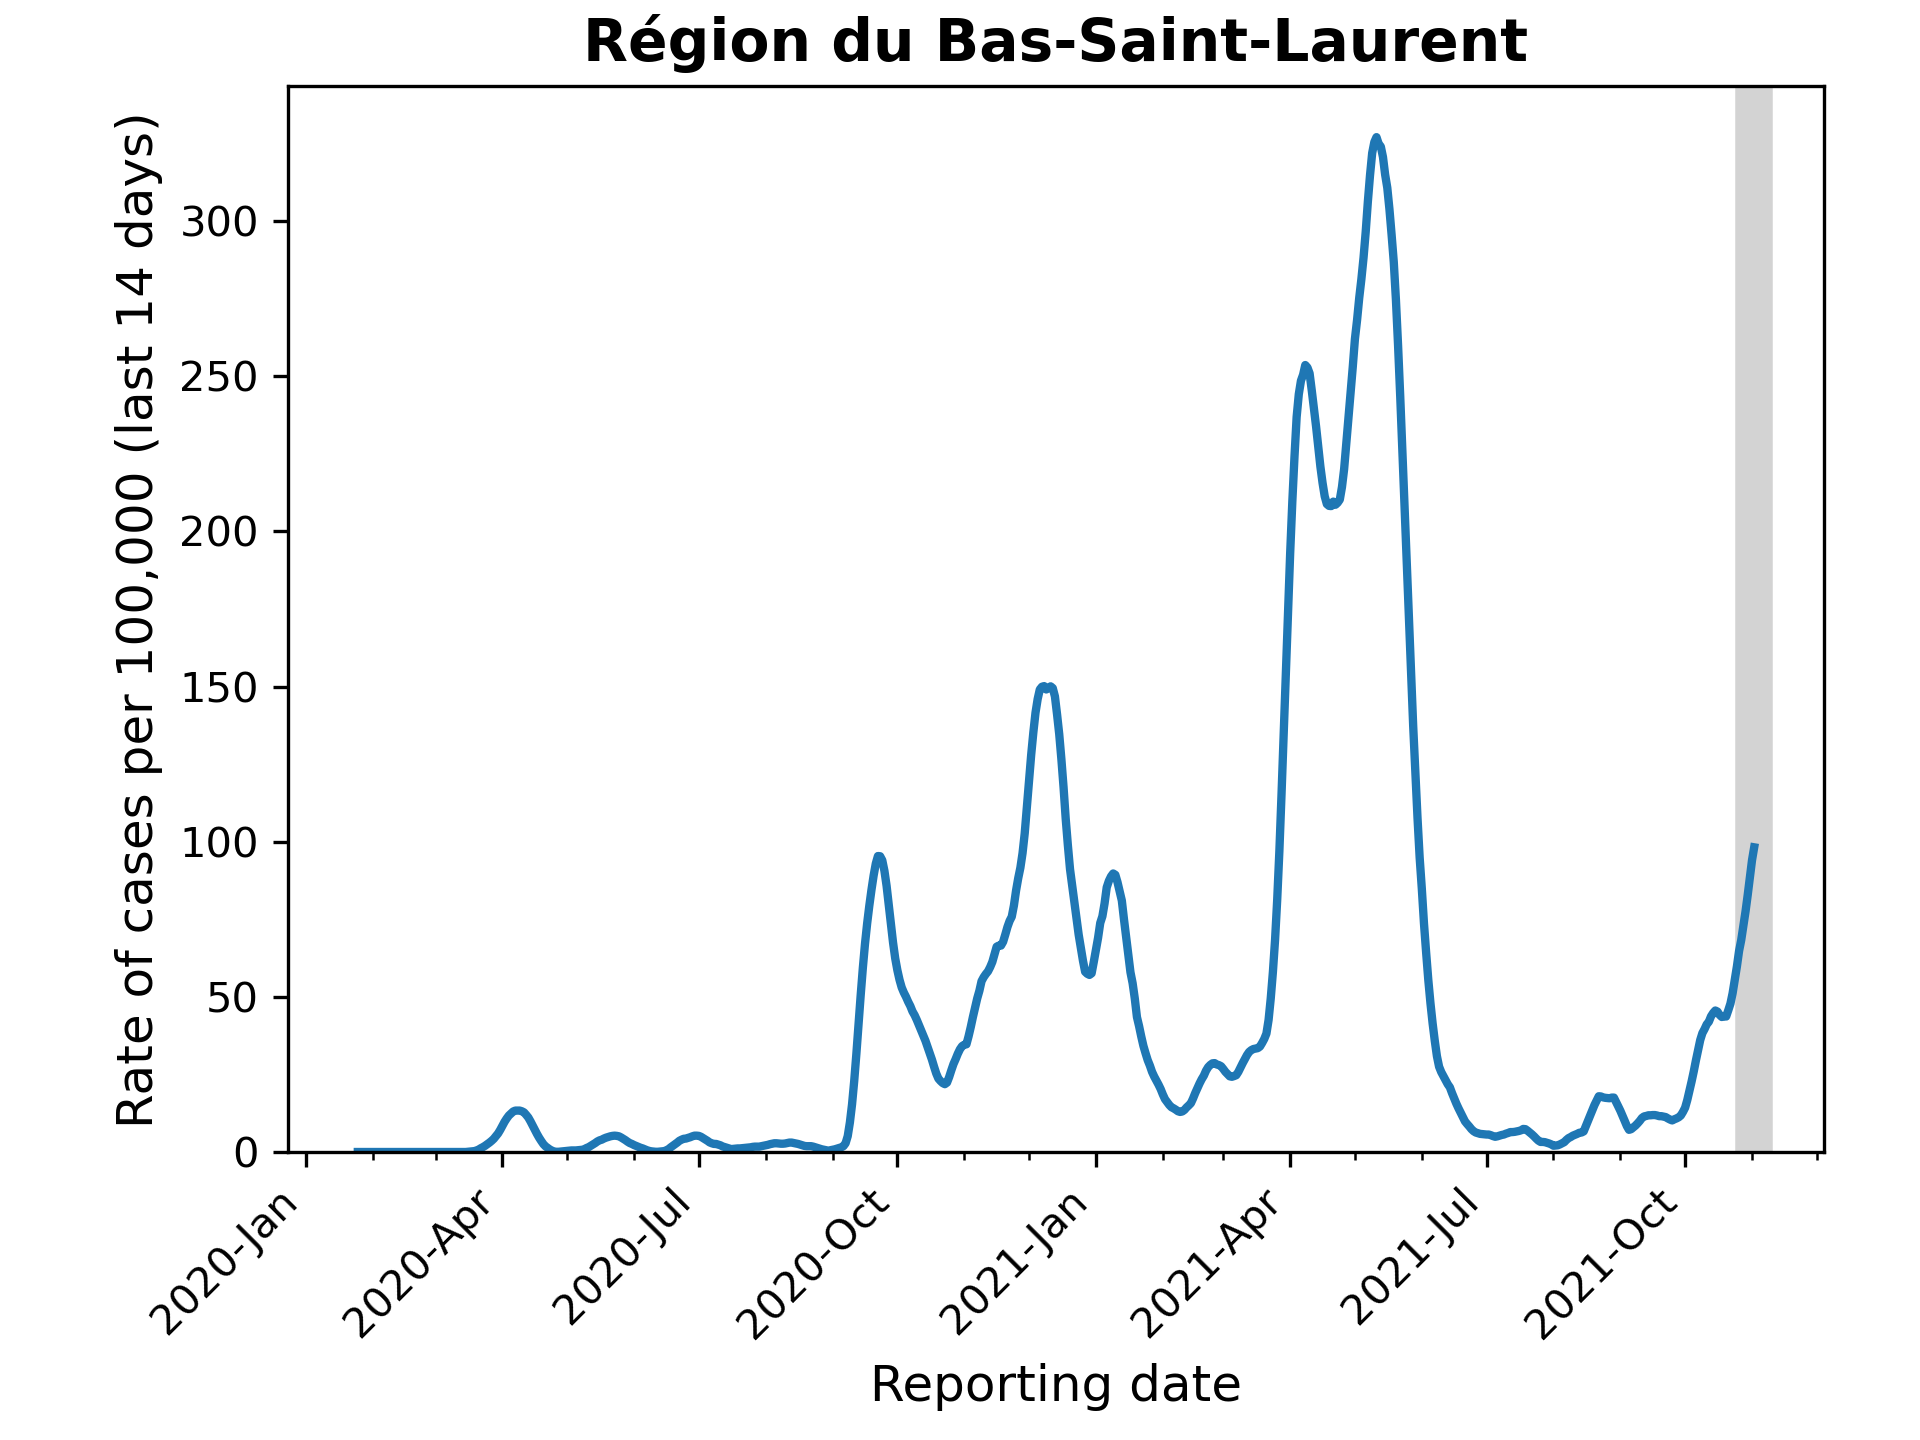 Région du Bas-Saint-Laurent
Rate of cases per 100,000 (last 14 days)
300
250
200
150
100
50
0
2020-Jan
2020-Apr
2020-Jul
2020-Oct
2021-Jan
2021-Apr
2021-Jul
2021-Oct
Reporting date